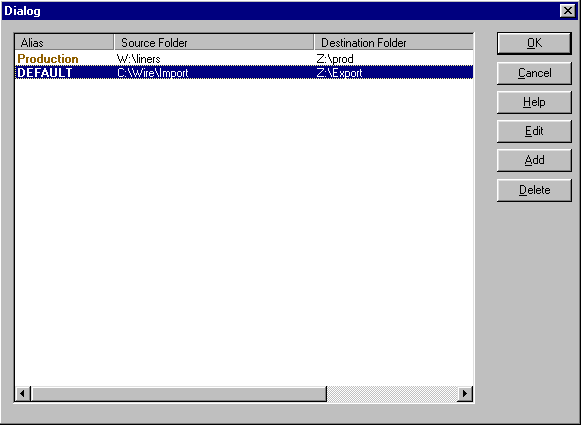 Dialog
Alias Source Folder Destination Folder
Production W:\liners Z:\prod
DEFAULT C:\Wire\Import Z:\Export
OK
Cancel
Help
Edit
Add
Delete